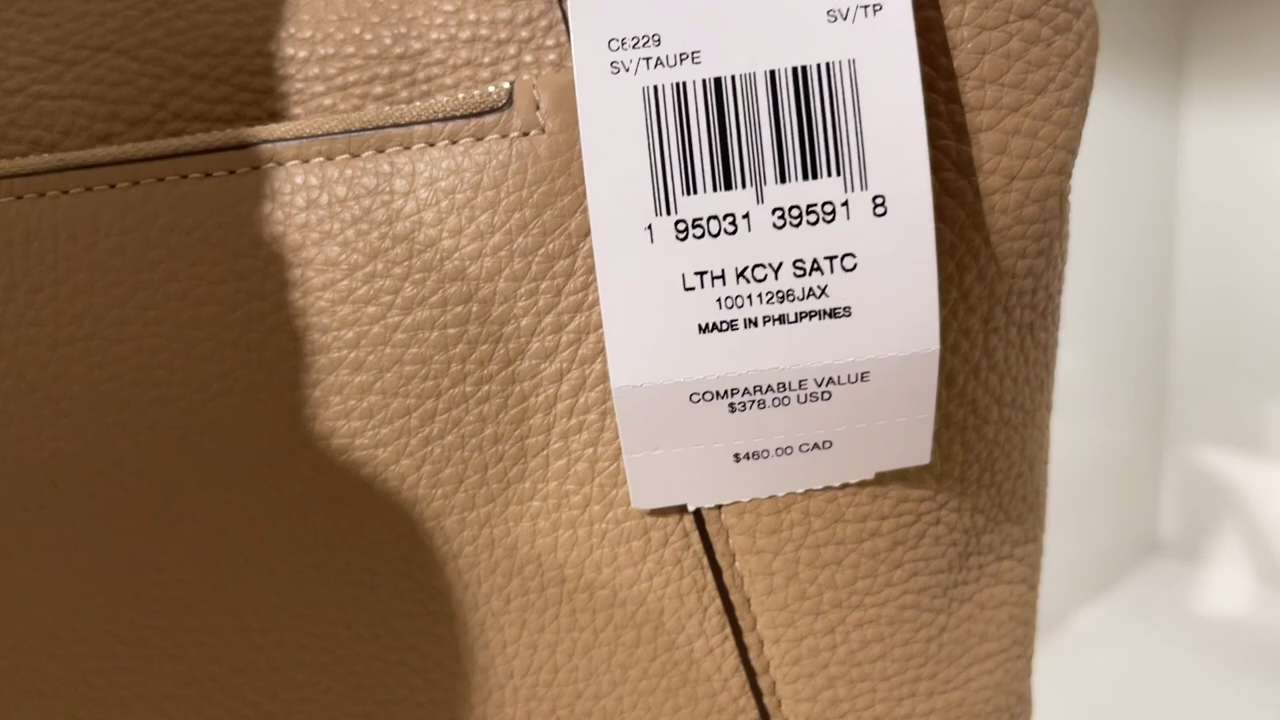 SV/TP
C6229
SV/TAUPE
1 95031 39591 8
LTH KCY SATC
10011296JAX
MADE IN PHILIPPINES
COMPARABLE VALUE
$378.00 USD
$460.00 CAD